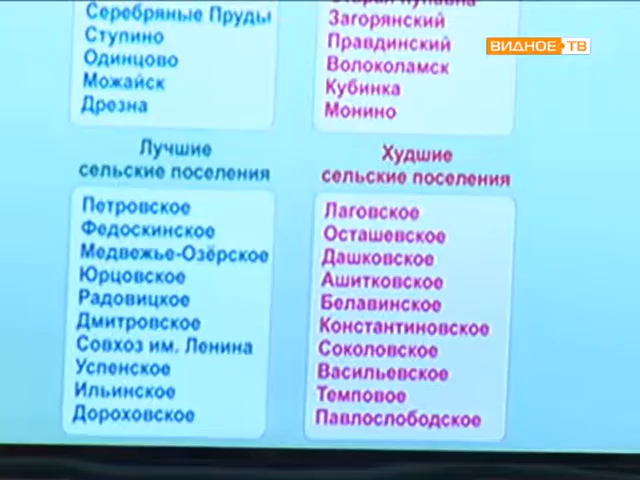 Серебряные Пруды
Ступино
Одинцово
Можайск
Дрезна
Загорянский
Правдинский
Волоколамск
Кубинка
Монино
ВИДНОЕ ТВ
Лучшие
сельские поселения
Петровское
Федоскинское
Медвежье-Озёрское
Юрцовское
Радовицкое
Дмитровское
Совхоз им. Ленина
Успенское
Ильинское
Дороховское
Худшие
сельские поселения
Лаговское
Осташевское
Дашковское
Ашитковское
Белавинское
Константиновское
Соколовское
Васильевское
Темповое
Павлослободское